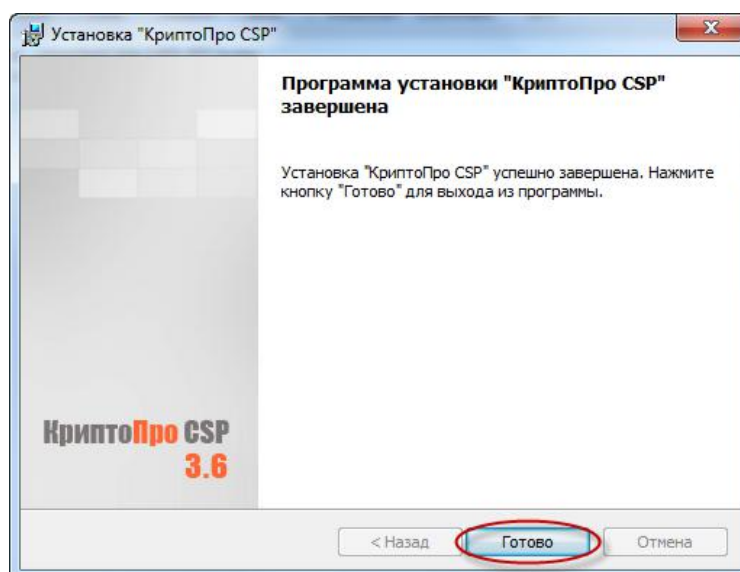 Установка "КриптоПро CSP"
Программа установки "КриптоПро CSP"
завершена
Установка "КриптоПро CSP" успешно завершена. Нажмите
кнопку "Готово" для выхода из программы.
КриптоПро CSP
3.6
< Назад Готово Отмена